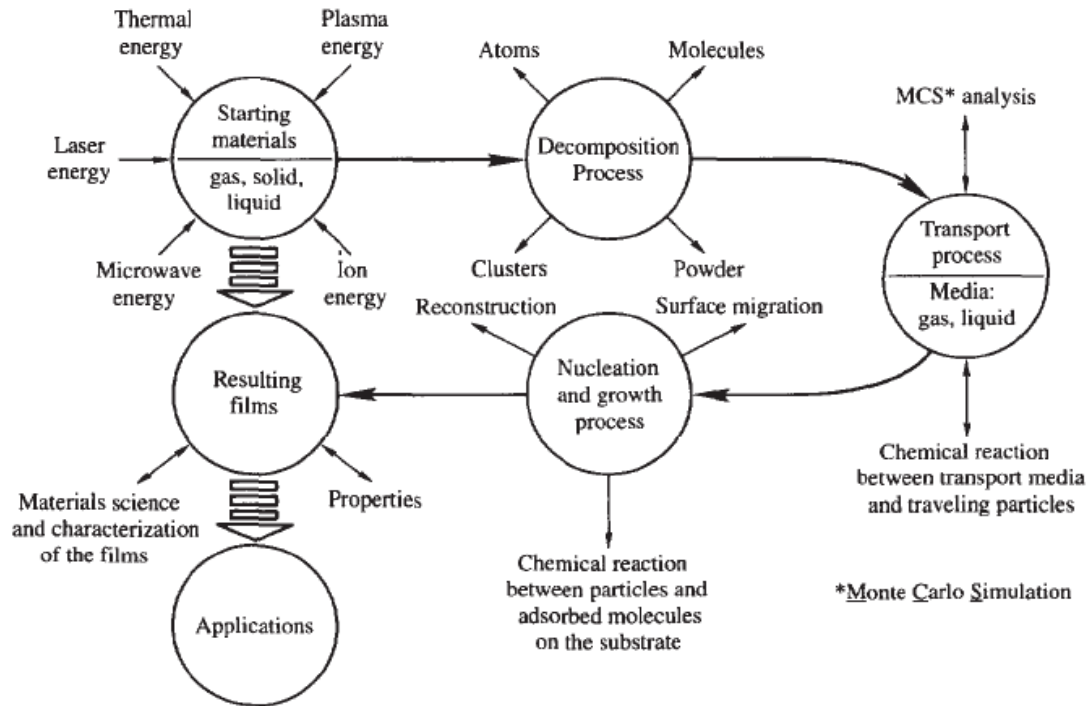 Thermal
energy
Plasma
energy
Laser
energy
Starting
materials
gas, solid,
liquid
Microwave
energy
Ion
energy
Atoms
Molecules
Decomposition
Process
Clusters
Powder
MCS* analysis
Transport
process
Media:
gas, liquid
Chemical reaction
between transport media
and traveling particles
Reconstruction
Surface migration
Nucleation
and growth
process
Chemical reaction
between particles and
adsorbed molecules
on the substrate
Resulting
films
Materials science
and characterization
of the films
Properties
Applications
*Monte Carlo Simulation